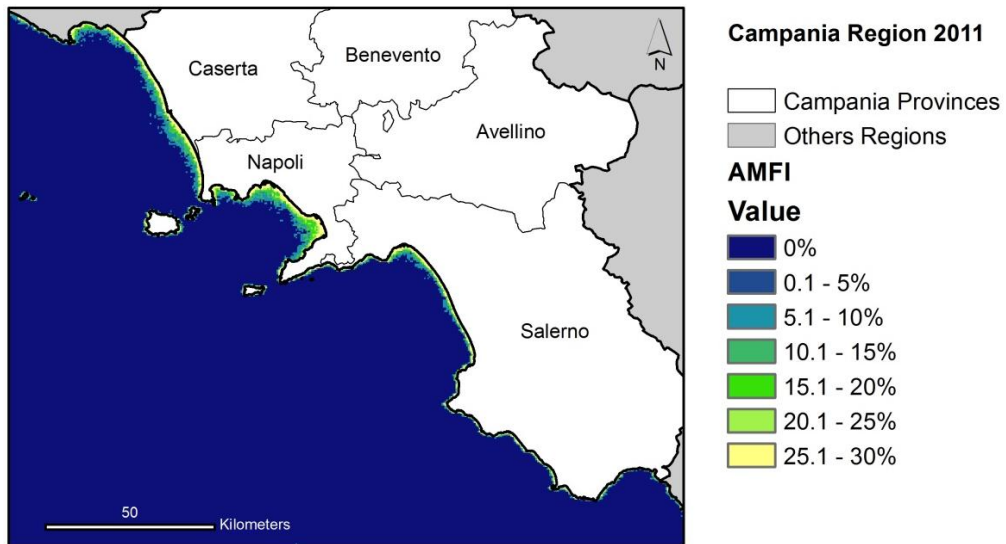 Caserta
Benevento
Avellino
Napoli
Salerno
N
50
Kilometers
Campania Region 2011
Campania Provinces
Others Regions
AMFI
Value
0%
0.1 - 5%
5.1 - 10%
10.1 - 15%
15.1 - 20%
20.1 - 25%
25.1 - 30%